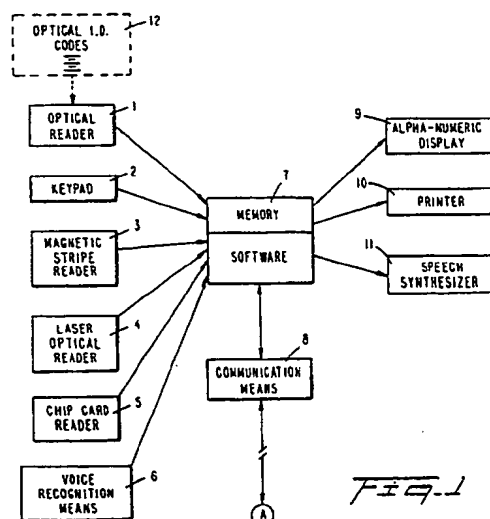 12
OPTICAL I.D.
CODES
1
OPTICAL
READER
2
KEYPAD
3
MAGNETIC
STRIPE
READER
4
LASER
OPTICAL
READER
5
CHIP CARD
READER
6
VOICE
RECOGNITION
MEANS
7
MEMORY
SOFTWARE
8
COMMUNICATION
MEANS
A
9
ALPHA-NUMERIC
DISPLAY
10
PRINTER
11
SPEECH
SYNTHESIZER
Fig.1